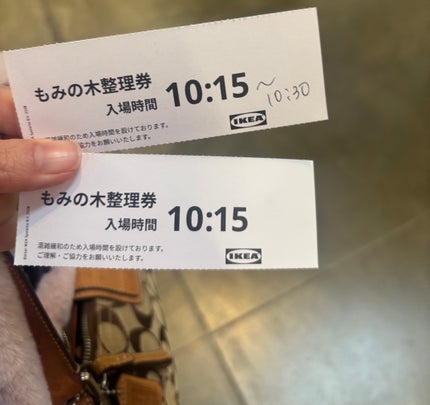 もみの木整理券
入場時間 10:15 〜 10:30
混雑緩和のため入場時間を設けております。
ご協力をお願いいたします。
IKEA
もみの木整理券
入場時間 10:15
混雑緩和のため入場時間を設けております。
ご理解・ご協力をお願いいたします。
IKEA